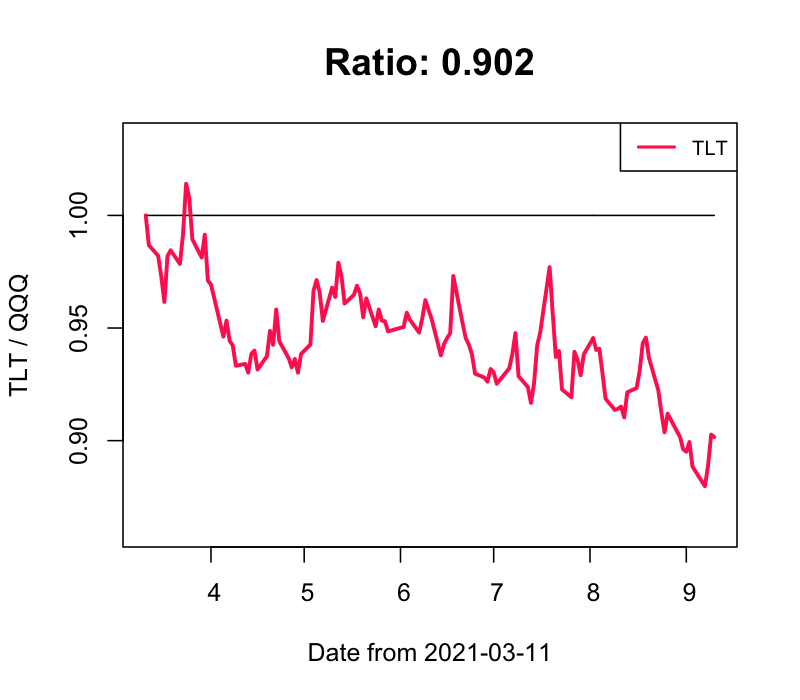 Ratio: 0.902
TLT
TLT / QQQ
1.00
0.95
0.90
4 5 6 7 8 9
Date from 2021-03-11